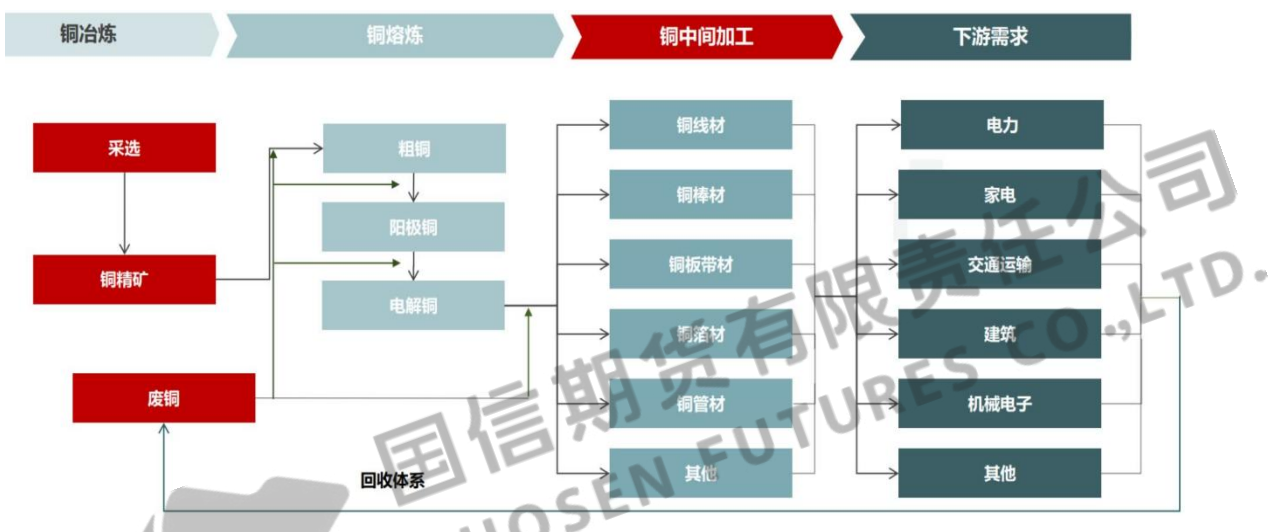 铜冶炼
铜熔炼
铜中间加工
下游需求
采选
铜精矿
废铜
粗铜
阳极铜
电解铜
铜线材
铜棒材
铜板带材
铜箔材
铜管材
其他
电力
家电
交通运输
建筑
机械电子
其他
回收体系
国信期货有限责任公司
HOSEN FUTURES CO.,LTD.